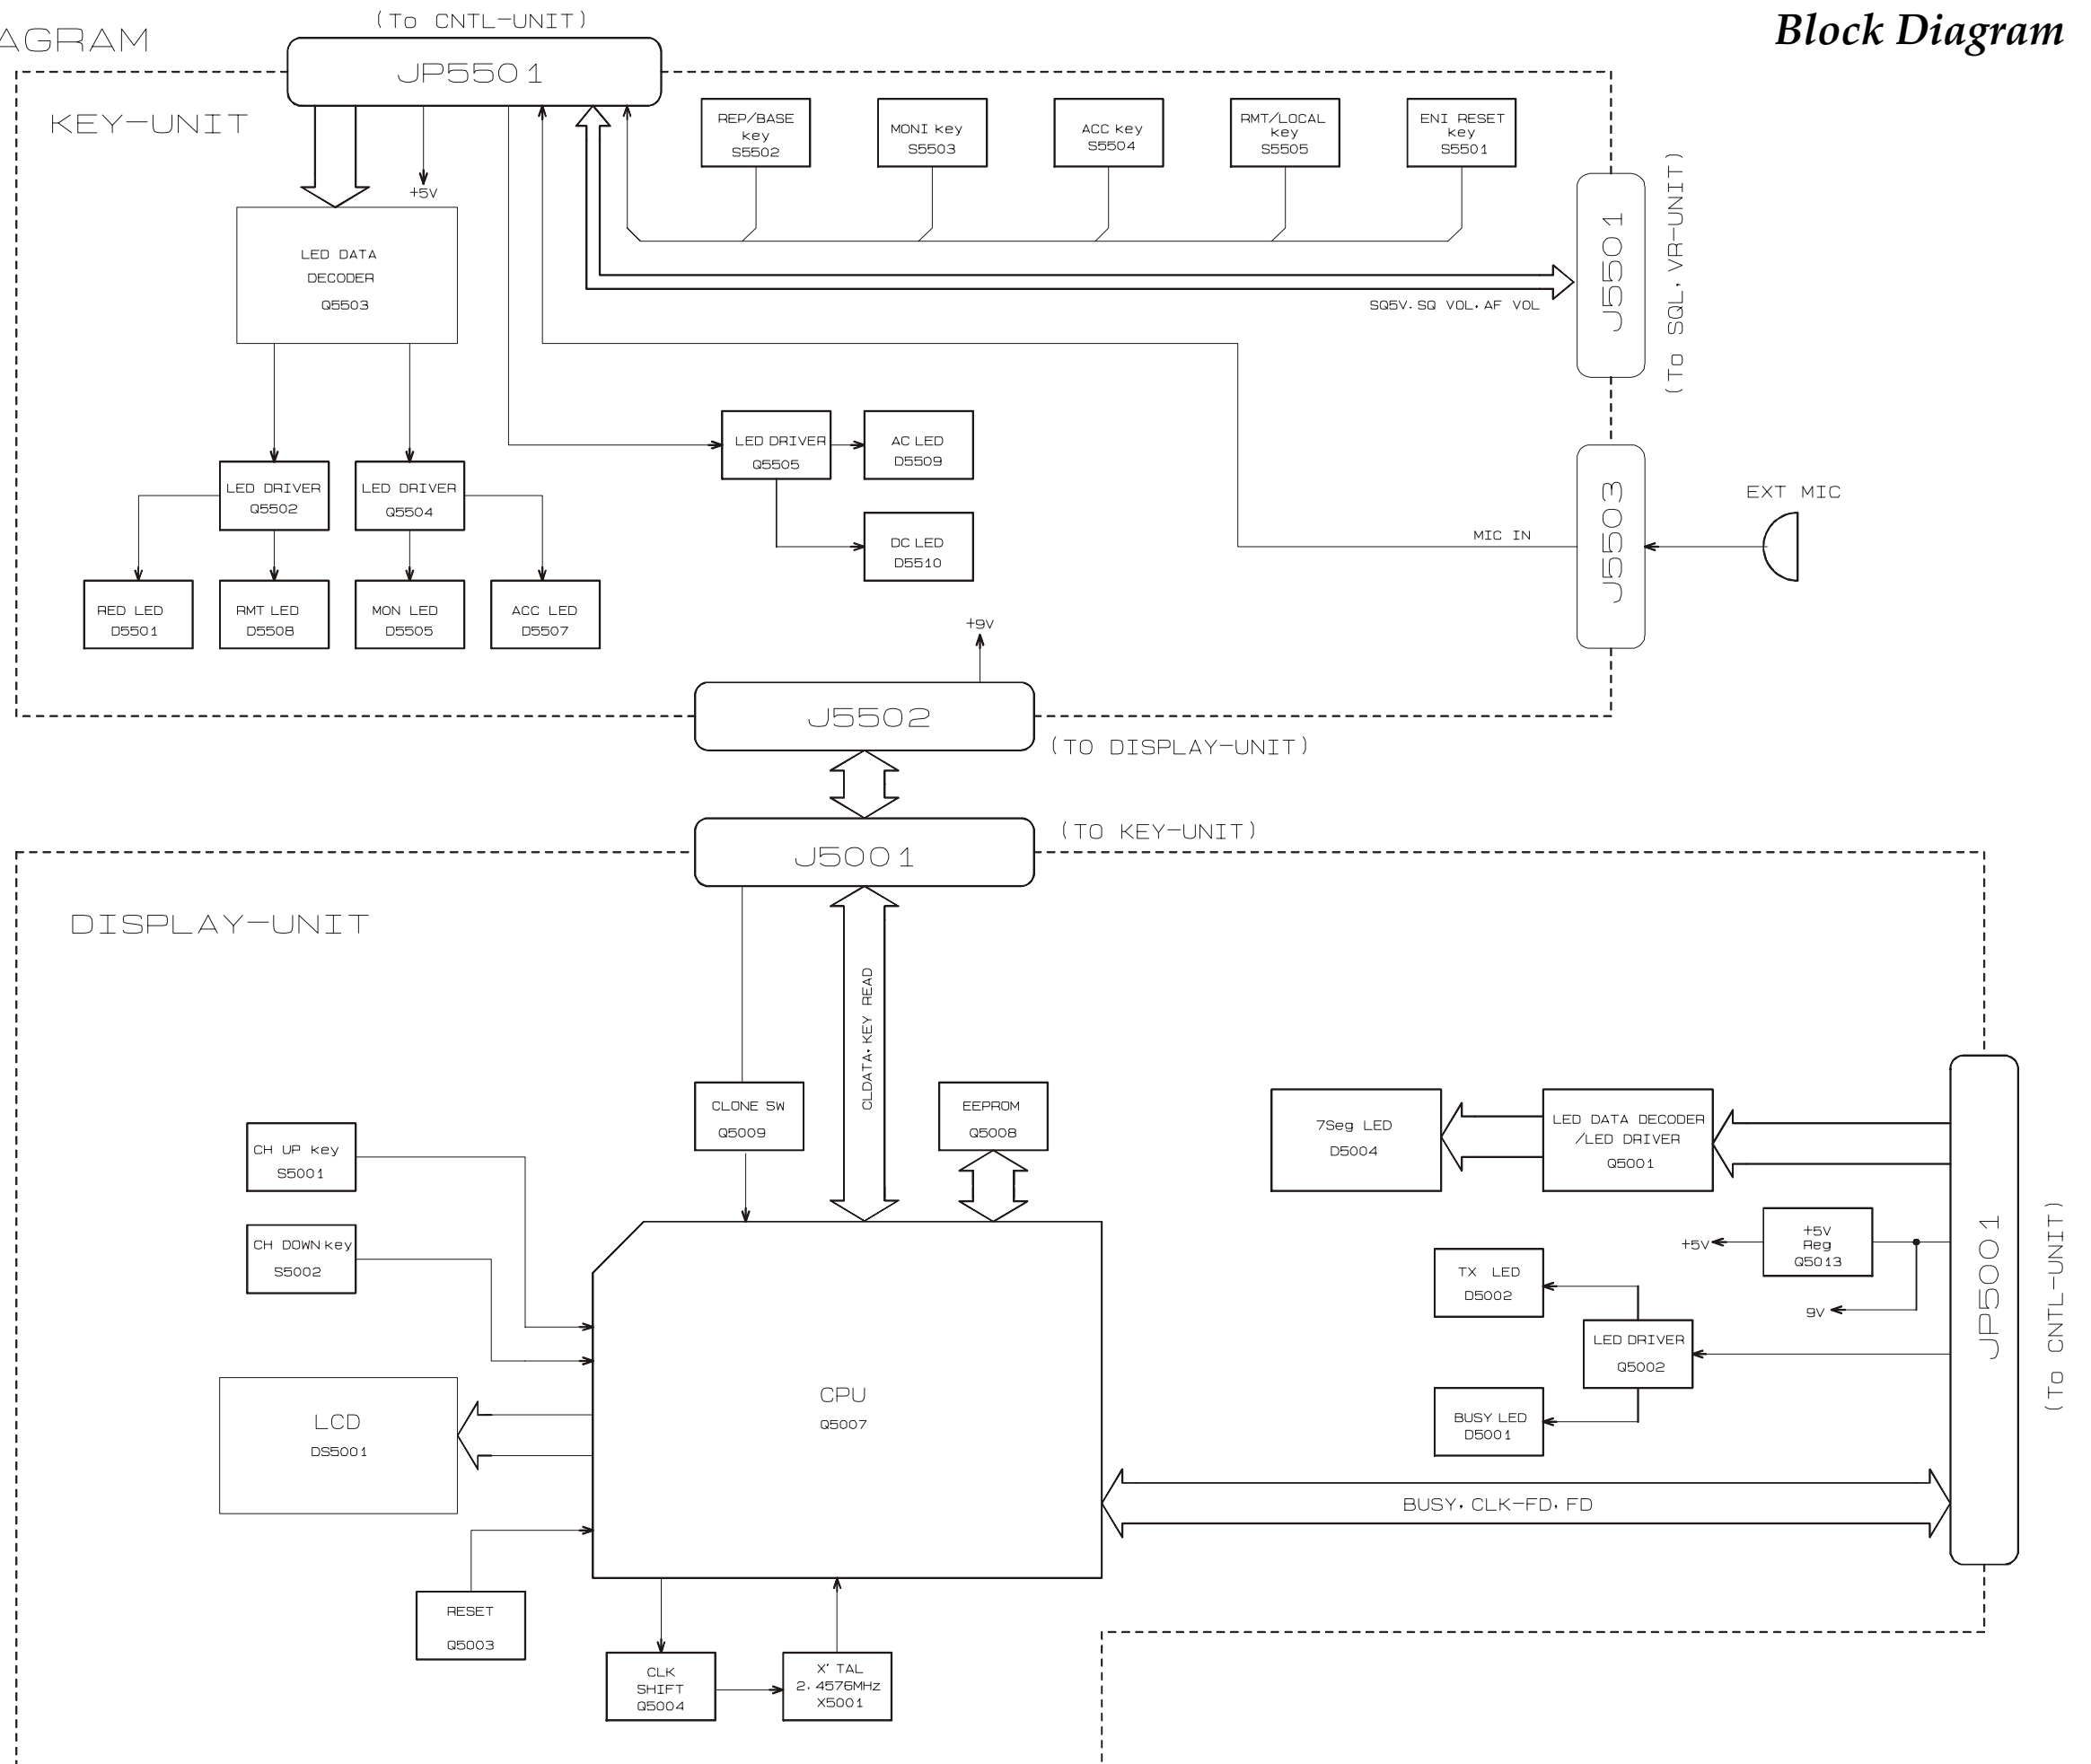 Block Diagram
AGRAM
(To CNTL-UNIT)
JP5501
KEY-UNIT
REP/BASE
key
S5502
MONI key
S5503
ACC key
S5504
RMT/LOCAL
key
S5505
ENI RESET
key
S5501
+5V
LED DATA
DECODER
Q5503
J5501
(To SQL, VR-UNIT)
SQ5V. SQ VOL, AF VOL
LED DRIVER
Q5505
AC LED
D5509
DC LED
D5510
LED DRIVER
Q5502
LED DRIVER
Q5504
J5503
EXT MIC
MIC IN
RED LED
D5501
RMT LED
D5508
MON LED
D5505
ACC LED
D5507
+9V
J5502
(TO DISPLAY-UNIT)
J5001
(TO KEY-UNIT)
DISPLAY-UNIT
CLDATA, KEY READ
CLONE SW
Q5009
EEPROM
Q5008
7Seg LED
D5004
LED DATA DECODER
/LED DRIVER
Q5001
CH UP key
S5001
CH DOWN key
S5002
+5V
+5V
Reg
Q5013
9V
JP5001
(To CNTL-UNIT)
TX LED
D5002
LED DRIVER
Q5002
BUSY LED
D5001
LCD
DS5001
CPU
Q5007
BUSY, CLK-FD, FD
RESET
Q5003
CLK
SHIFT
Q5004
X' TAL
2.4576MHz
X5001